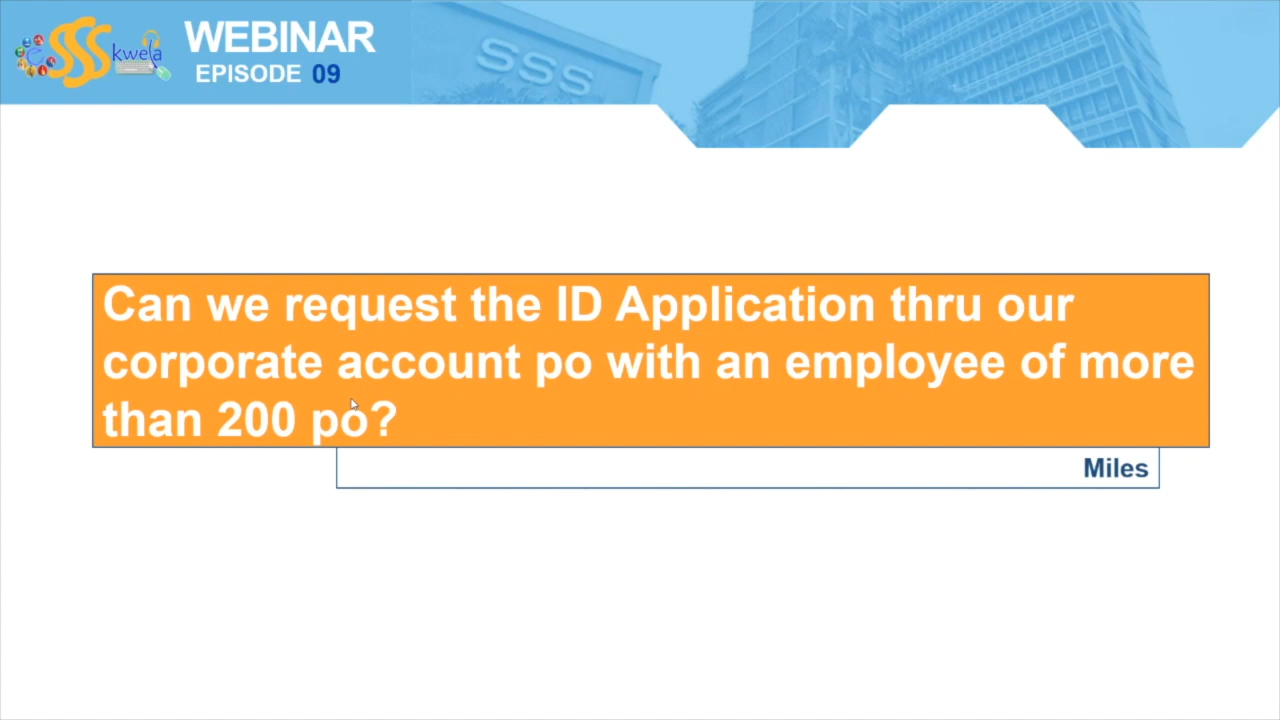 SSS kwela
WEBINAR
EPISODE 09
SSS
Can we request the ID Application thru our
corporate account po with an employee of more
than 200 po?
Miles